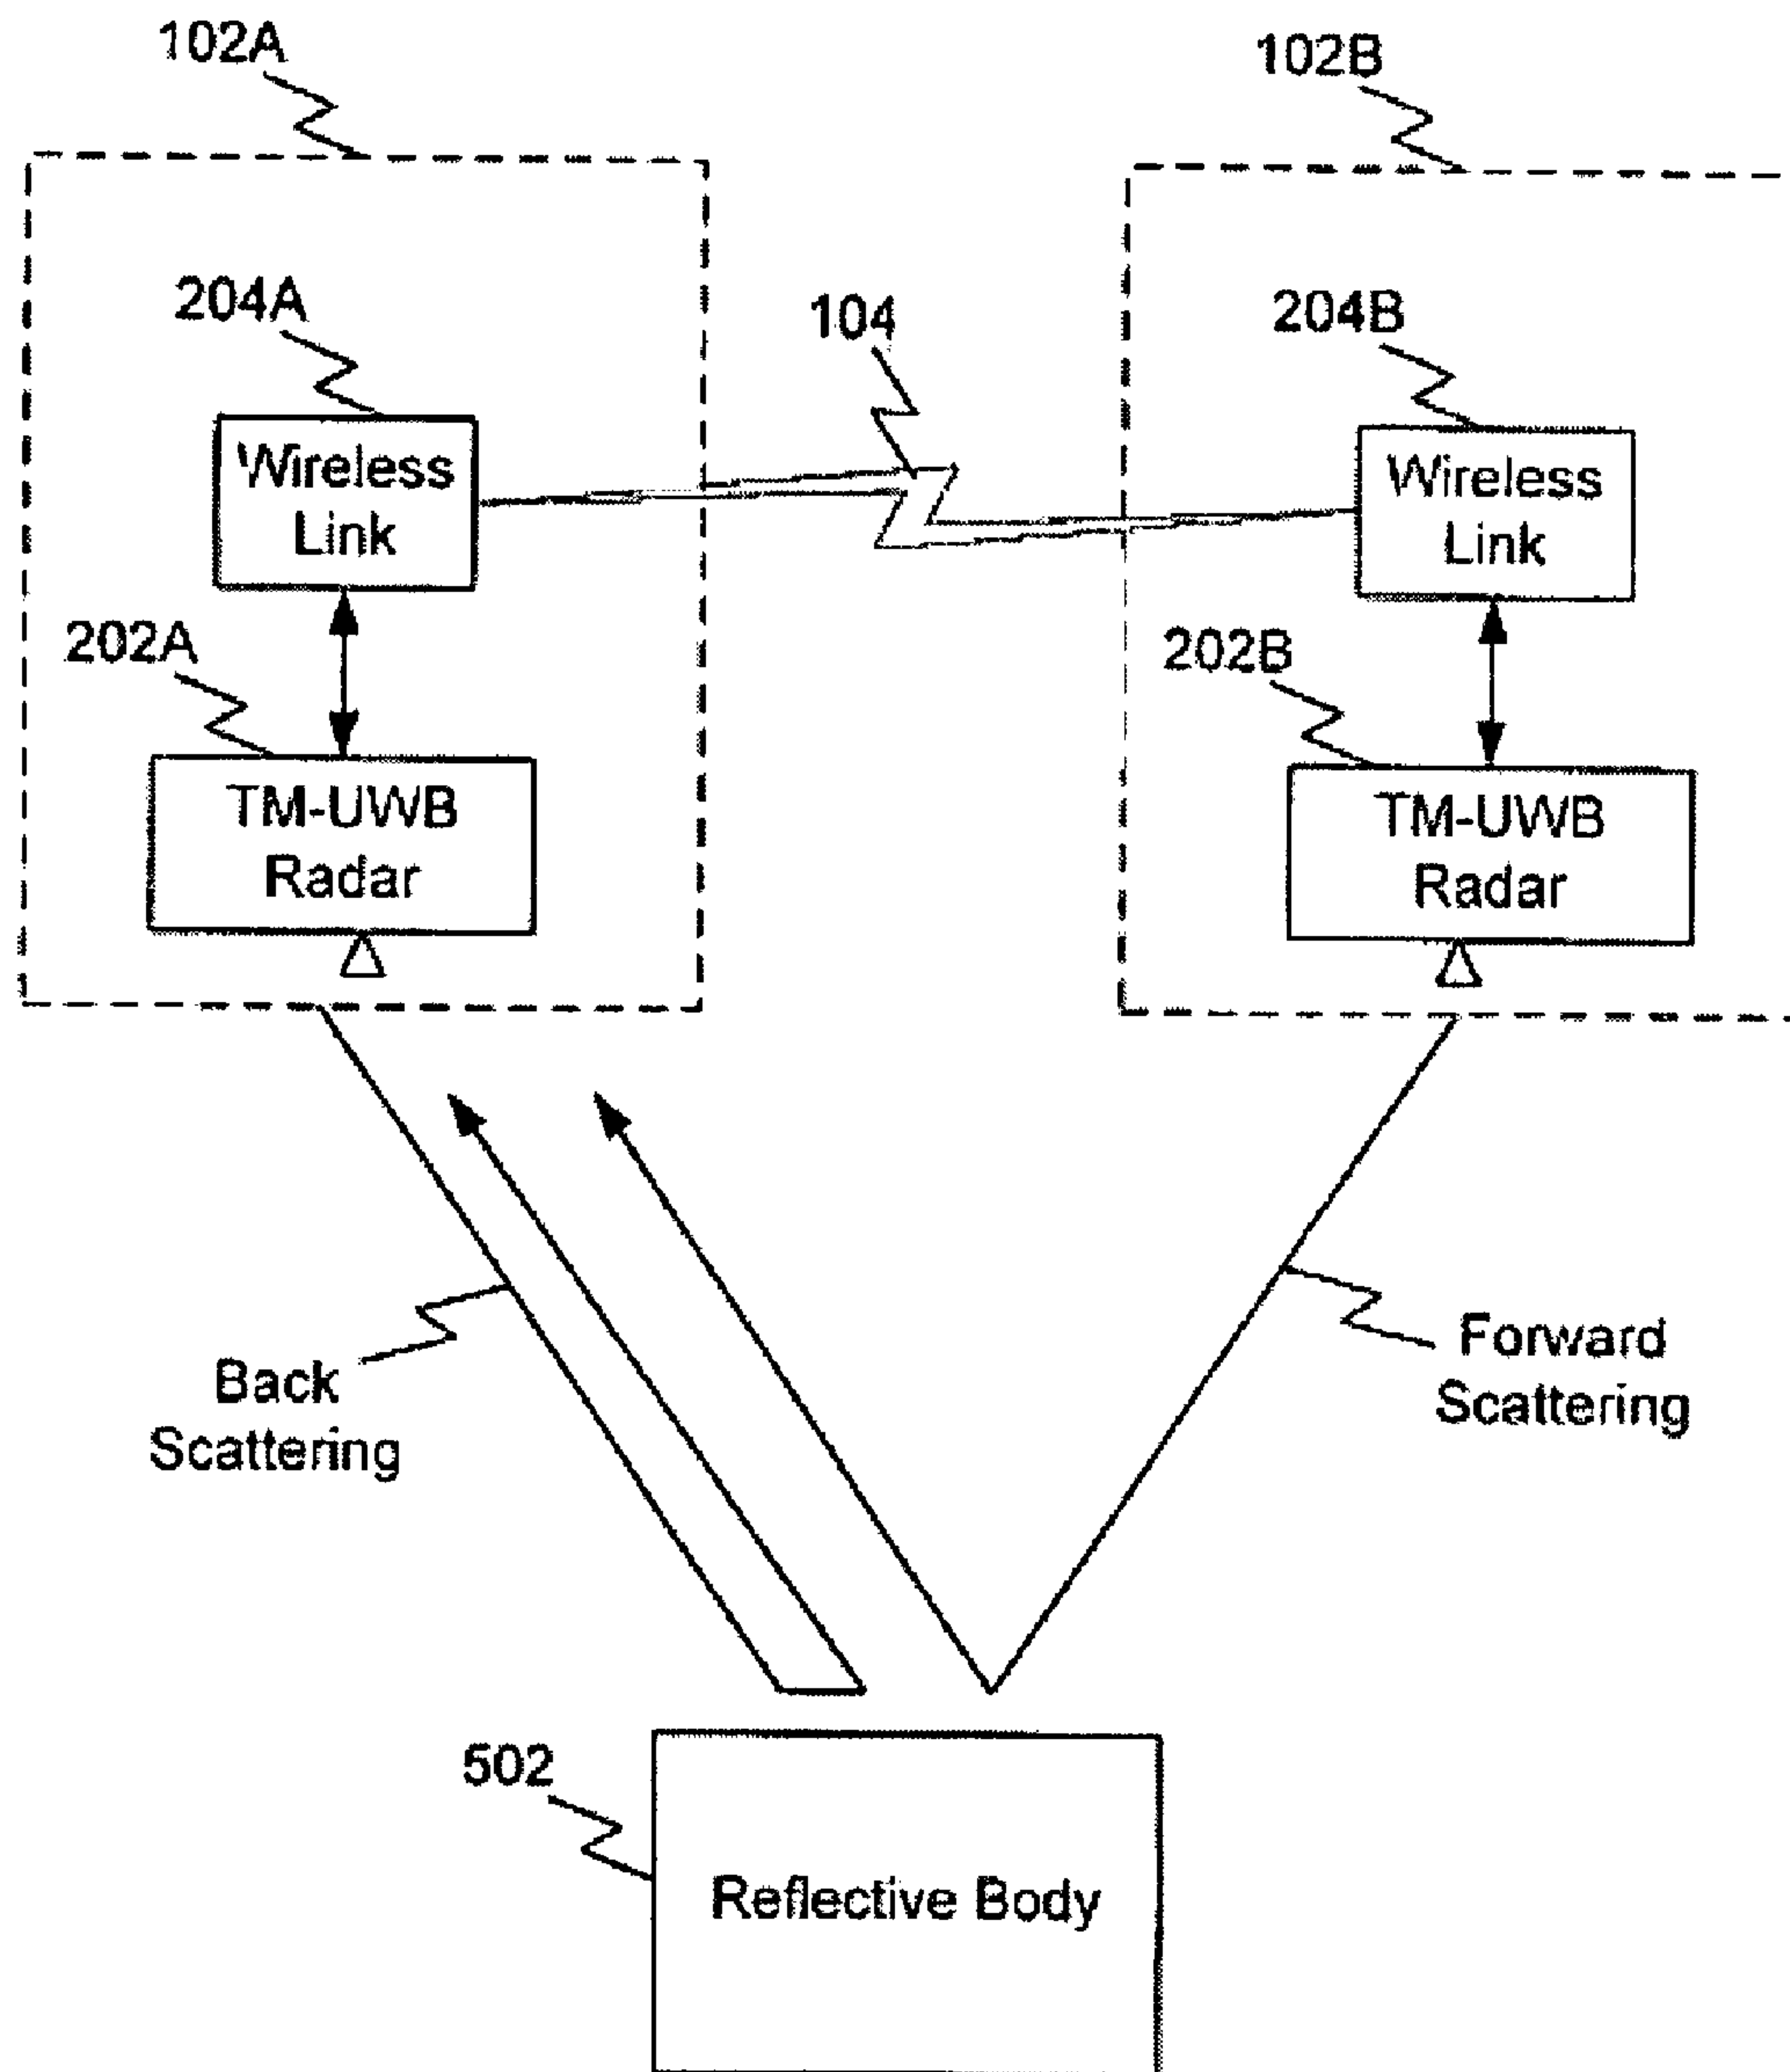 102A
102B
204A
104
204B
Wireless
Link
Wireless
Link
202A
202B
TM-UWB
Radar
TM-UWB
Radar
Back
Scattering
Forward
Scattering
502
Reflective Body